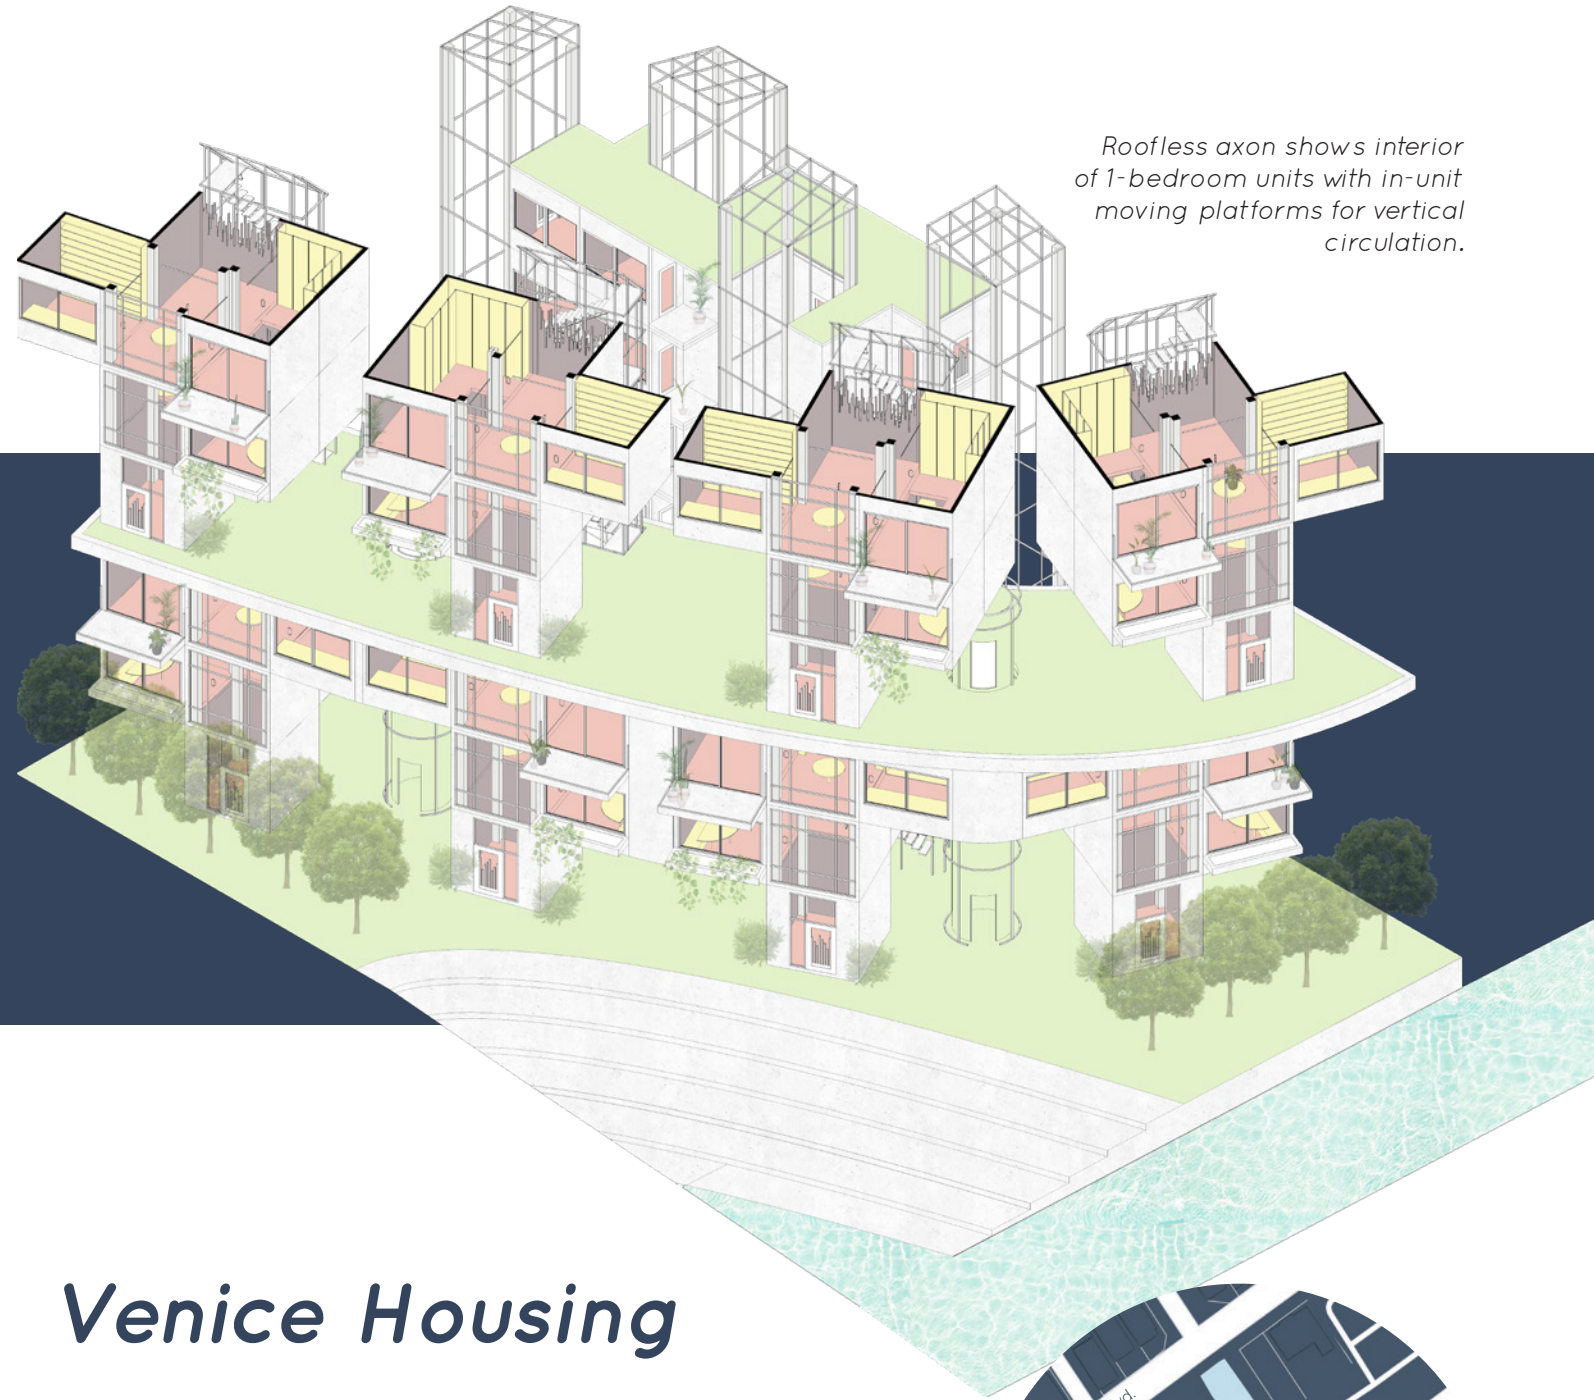 Roofless axon shows interior
of 1-bedroom units with in-unit
moving platforms for vertical
circulation.
Venice Housing